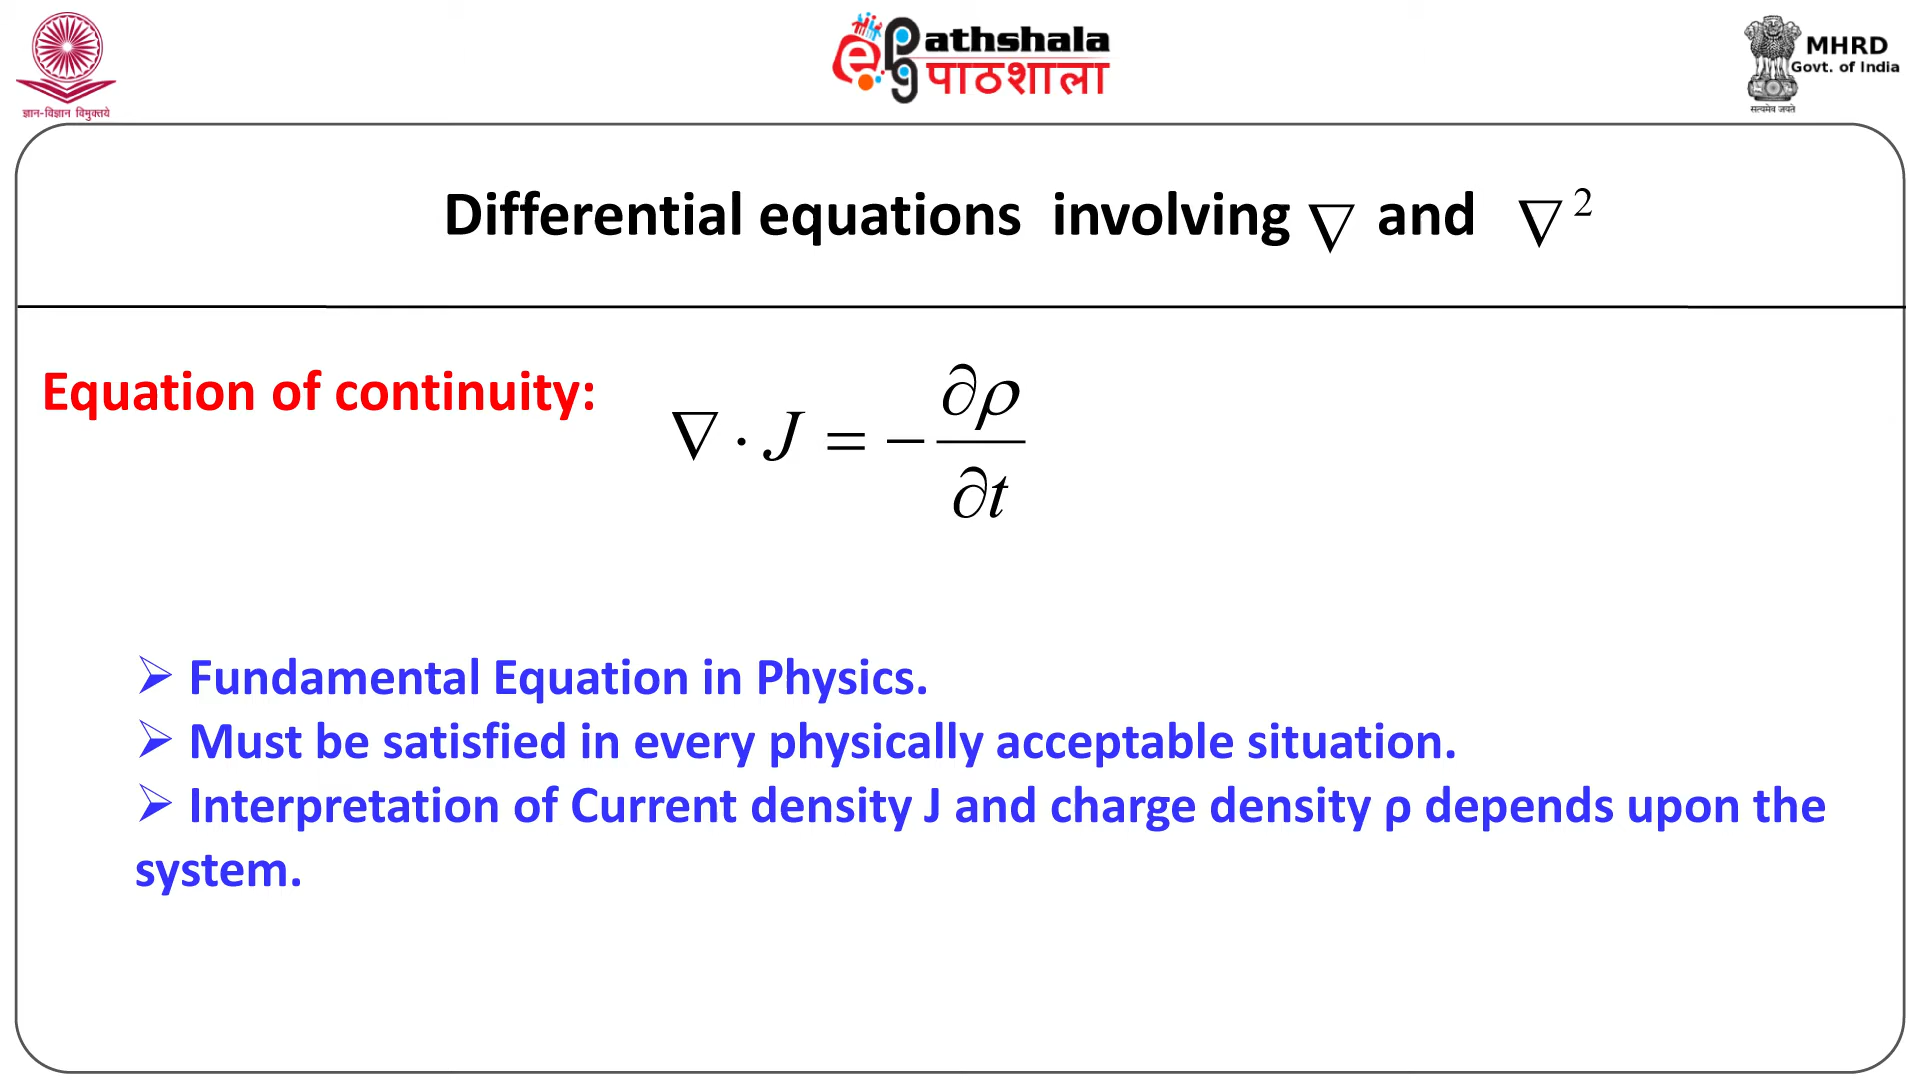 ज्ञान-विज्ञान विमुक्तये
ePG Pathshala
पाठशाला
MHRD
Govt. of India
सत्यमेव जयते
Differential equations involving ∇ and ∇²
Equation of continuity: ∇ · J = − ∂ρ/∂t
➢ Fundamental Equation in Physics.
➢ Must be satisfied in every physically acceptable situation.
➢ Interpretation of Current density J and charge density ρ depends upon the
system.